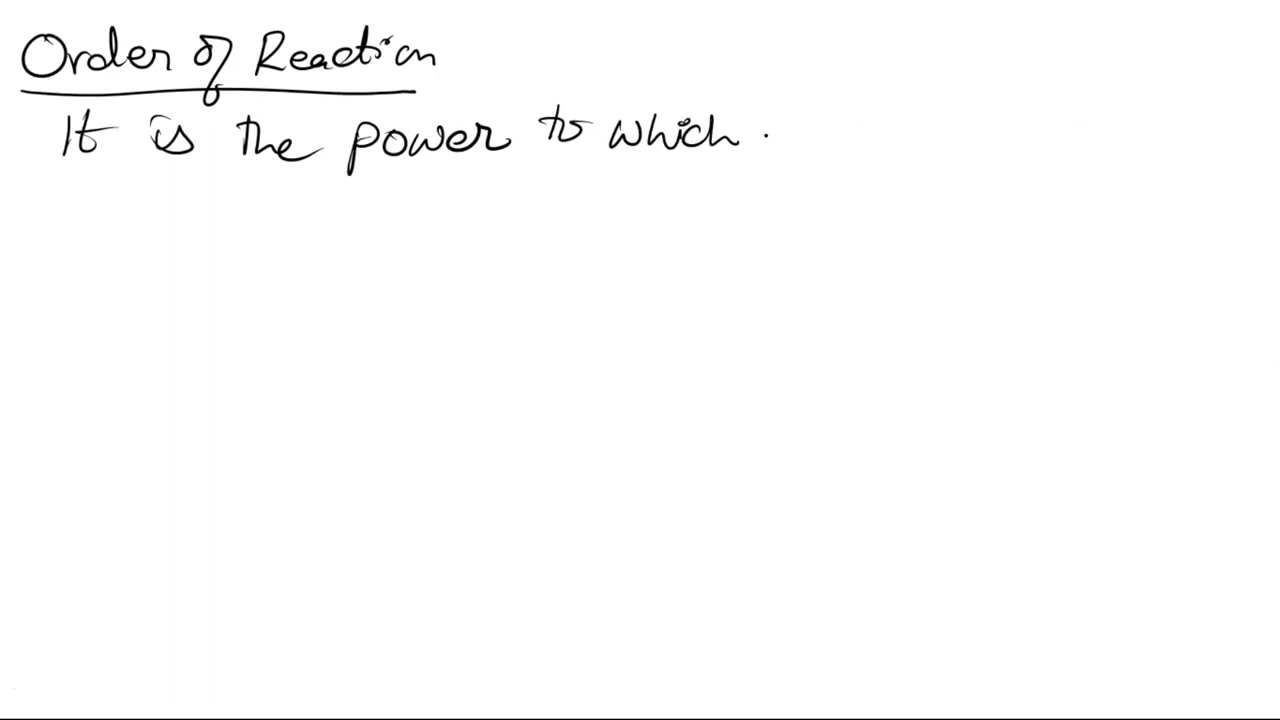 Order of Reaction
It is the power to which